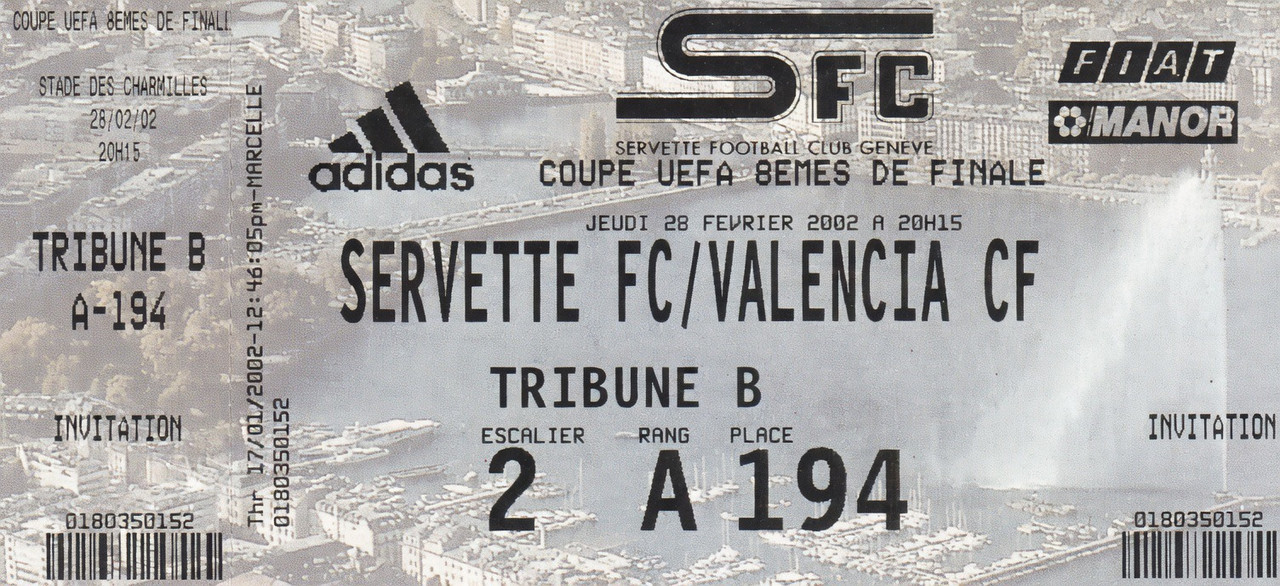 COUPE UEFA 8EMES DE FINALE
STADE DES CHARMILLES
28/02/02
20H15
TRIBUNE B
A-194
INVITATION
0180350152
Thr 17/01/2002-12:46:05pm-MARCELLE
0180350152
adidas
SFC
SERVETTE FOOTBALL CLUB GENEVE
FIAT
MANOR
COUPE UEFA 8EMES DE FINALE
JEUDI 28 FEVRIER 2002 A 20H15
SERVETTE FC/VALENCIA CF
TRIBUNE B
ESCALIER RANG PLACE
2 A 194
INVITATION
0180350152